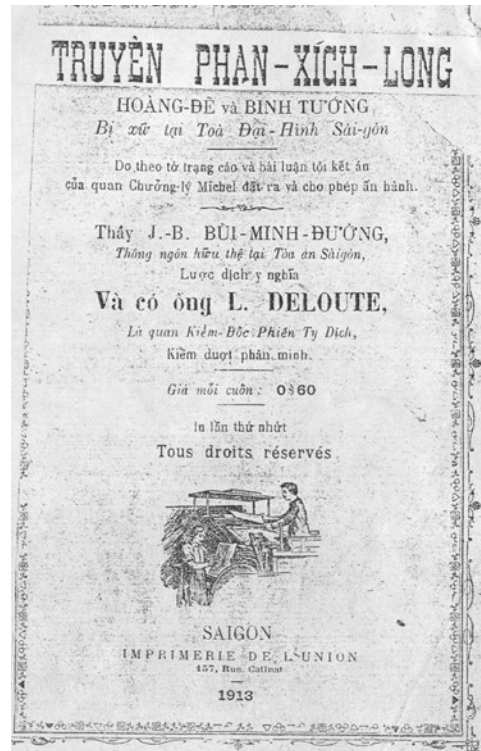 TRUYỆN PHAN-XÍCH-LONG
HOÀNG-ĐẾ và BINH TƯỚNG
Bị xử tại Toà Đại-Hình Sài-gòn
Do theo tờ trạng cáo và bài luận tội kết án
của quan Chưởng-lý Michel đặt ra và cho phép ấn hành.
Thầy J.-B. BÙI-MINH-ĐƯỜNG,
Thông ngôn hữu thệ tại Tòa án Sàigòn,
Lược dịch y nghĩa
Và có ông L. DELOUTE,
Là quan Kiểm-Đốc Phiên Ty Dịch,
Kiểm duợt phân minh.
Giá mỗi cuốn: 0$60
In lần thứ nhứt
Tous droits réservés
SAIGON
IMPRIMERIE DE L'UNION
157, Rue Catinat
1913